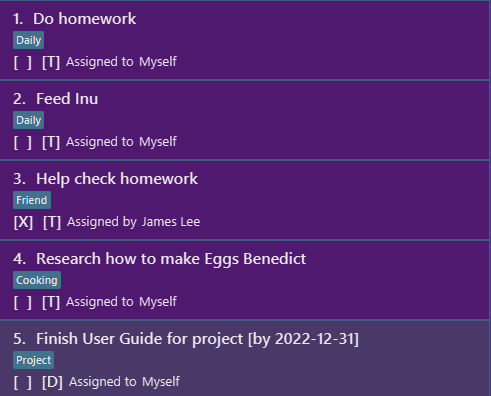 1. Do homework
Daily
[ ] [T] Assigned to Myself
2. Feed Inu
Daily
[ ] [T] Assigned to Myself
3. Help check homework
Friend
[X] [T] Assigned by James Lee
4. Research how to make Eggs Benedict
Cooking
[ ] [T] Assigned to Myself
5. Finish User Guide for project [by 2022-12-31]
Project
[ ] [D] Assigned to Myself